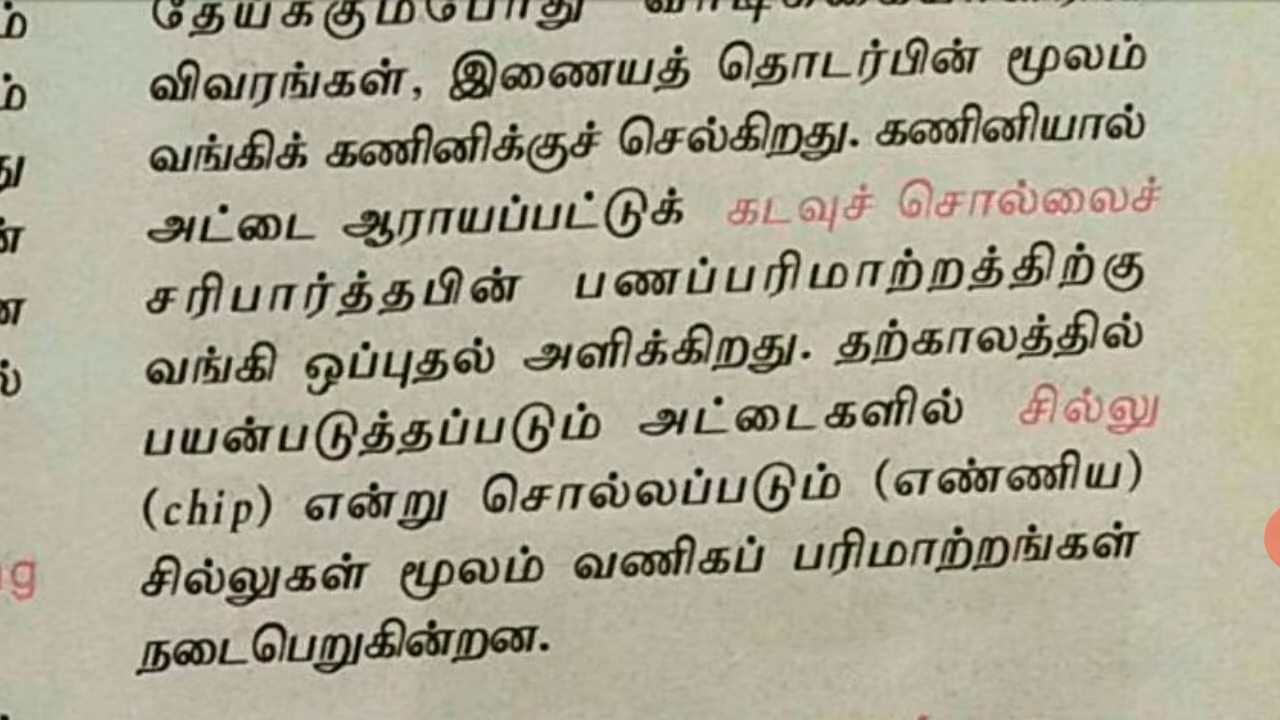 தேய்க்கும்போது
விவரங்கள், இணையத் தொடர்பின் மூலம்
வங்கிக் கணினிக்குச் செல்கிறது. கணினியால்
அட்டை ஆராயப்பட்டுக் கடவுச் சொல்லைச்
சரிபார்த்தபின் பணப்பரிமாற்றத்திற்கு
வங்கி ஒப்புதல் அளிக்கிறது. தற்காலத்தில்
பயன்படுத்தப்படும் அட்டைகளில் சில்லு
(chip) என்று சொல்லப்படும் (எண்ணிய)
சில்லுகள் மூலம் வணிகப் பரிமாற்றங்கள்
நடைபெறுகின்றன.